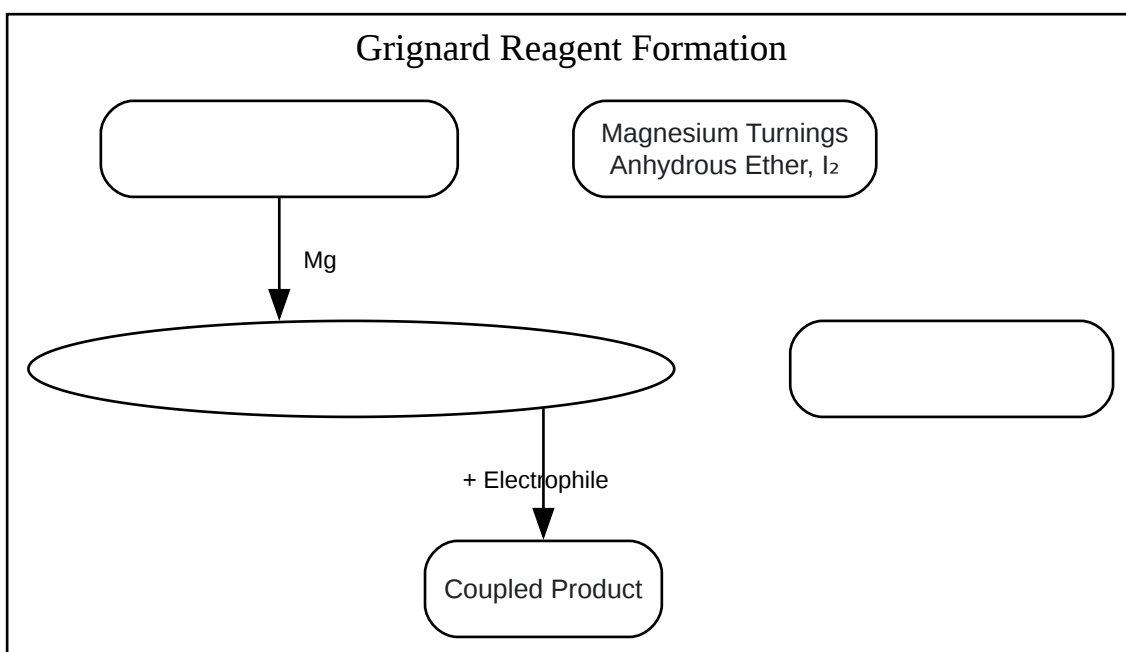 Grignard Reagent Formation
Magnesium Turnings
Anhydrous Ether, I₂
Mg
+ Electrophile
Coupled Product